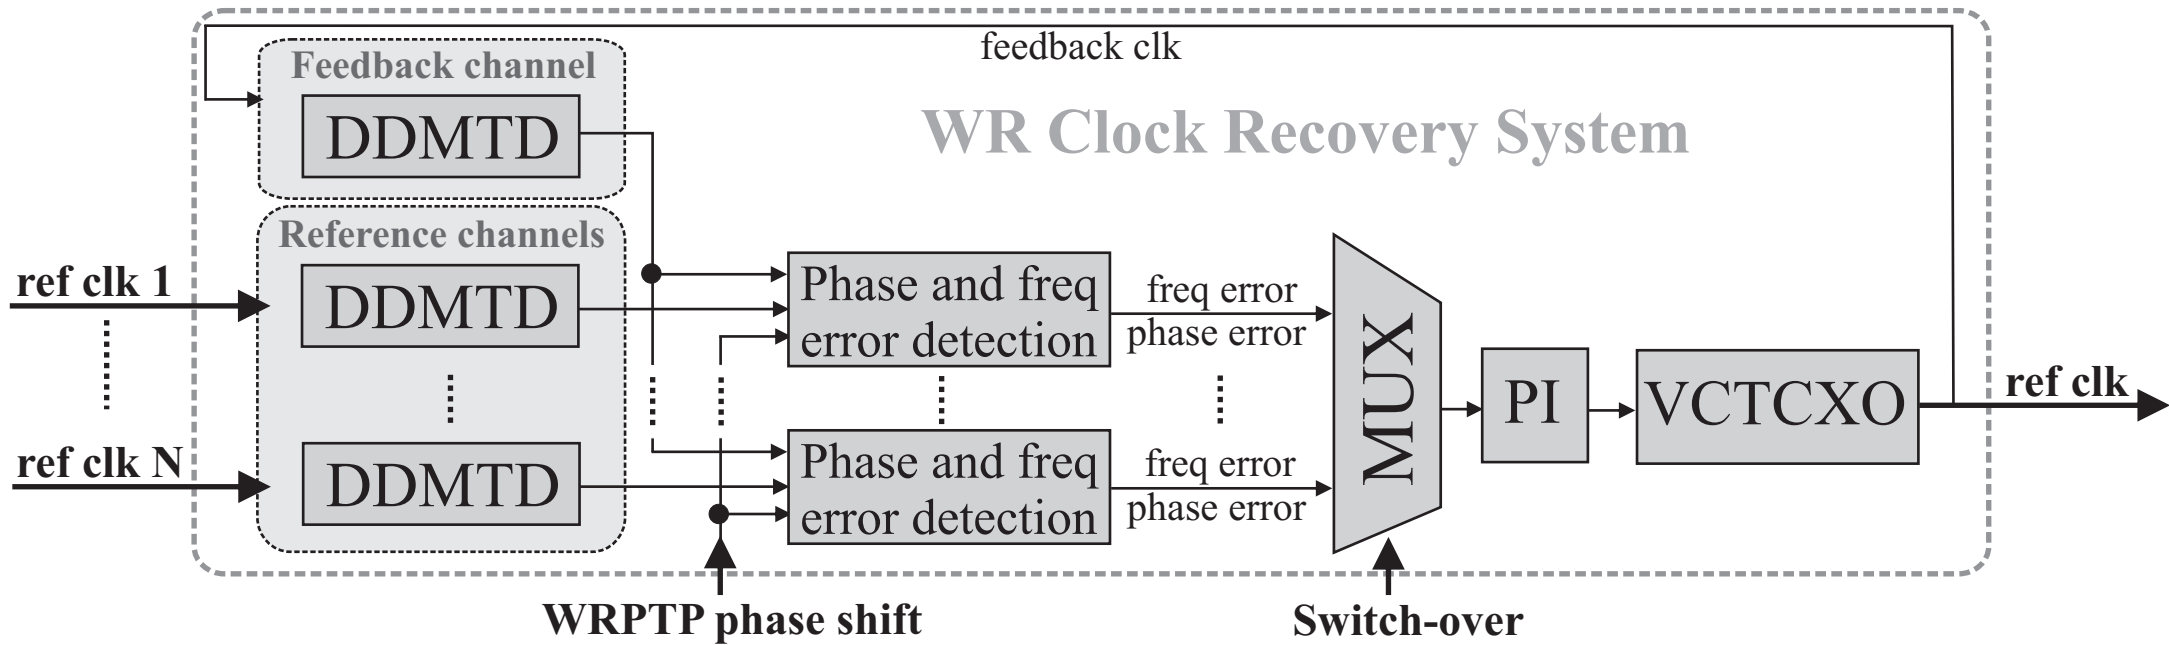 feedback clk
Feedback channel
DDMTD
WR Clock Recovery System
Reference channels
ref clk 1
DDMTD
Phase and freq
error detection
freq error
phase error
MUX
PI
VCTCXO
ref clk
ref clk N
DDMTD
Phase and freq
error detection
freq error
phase error
WRPTP phase shift
Switch-over